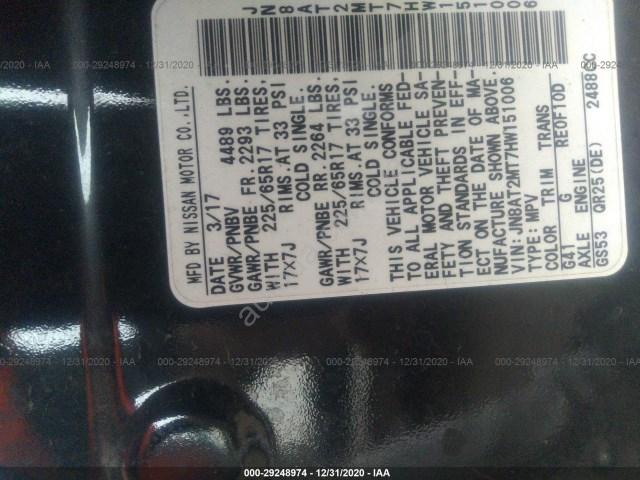 JN8AT2MT7HW151006
MFD BY NISSAN MOTOR CO.,LTD.
DATE 3/17
GVWR/PNBV 4489 LBS.
GAWR/PNBE FR. 2293 LBS.
WITH 225/65R17 TIRES,
17X7J RIMS.AT 33 PSI
COLD SINGLE.
GAWR/PNBE RR. 2264 LBS.
WITH 225/65R17 TIRES,
17X7J RIMS.AT 33 PSI
COLD SINGLE.
THIS VEHICLE CONFORMS
TO ALL APPLICABLE FED-
ERAL MOTOR VEHICLE SA-
FETY AND THEFT PREVEN-
TION STANDARDS IN EFF-
ECT ON THE DATE OF MA-
NUFACTURE SHOWN ABOVE.
VIN: JN8AT2MT7HW151006
TYPE: MPV
COLOR TRIM TRANS
G41 G RE0F10D
AXLE ENGINE
GS53 QR25(DE) 2488CC
000-29248974 - 12/31/2020 - IAA